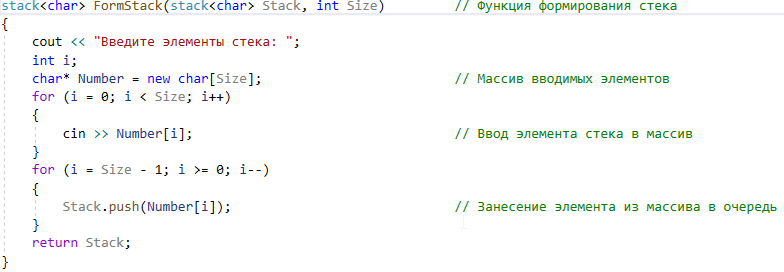 stack<char> FormStack(stack<char> Stack, int Size) // Функция формирования стека
{
cout << "Введите элементы стека: ";
int i;
char* Number = new char[Size]; // Массив вводимых элементов
for (i = 0; i < Size; i++)
{
cin >> Number[i]; // Ввод элемента стека в массив
}
for (i = Size - 1; i >= 0; i--)
{
Stack.push(Number[i]); // Занесение элемента из массива в очередь
}
return Stack;
}